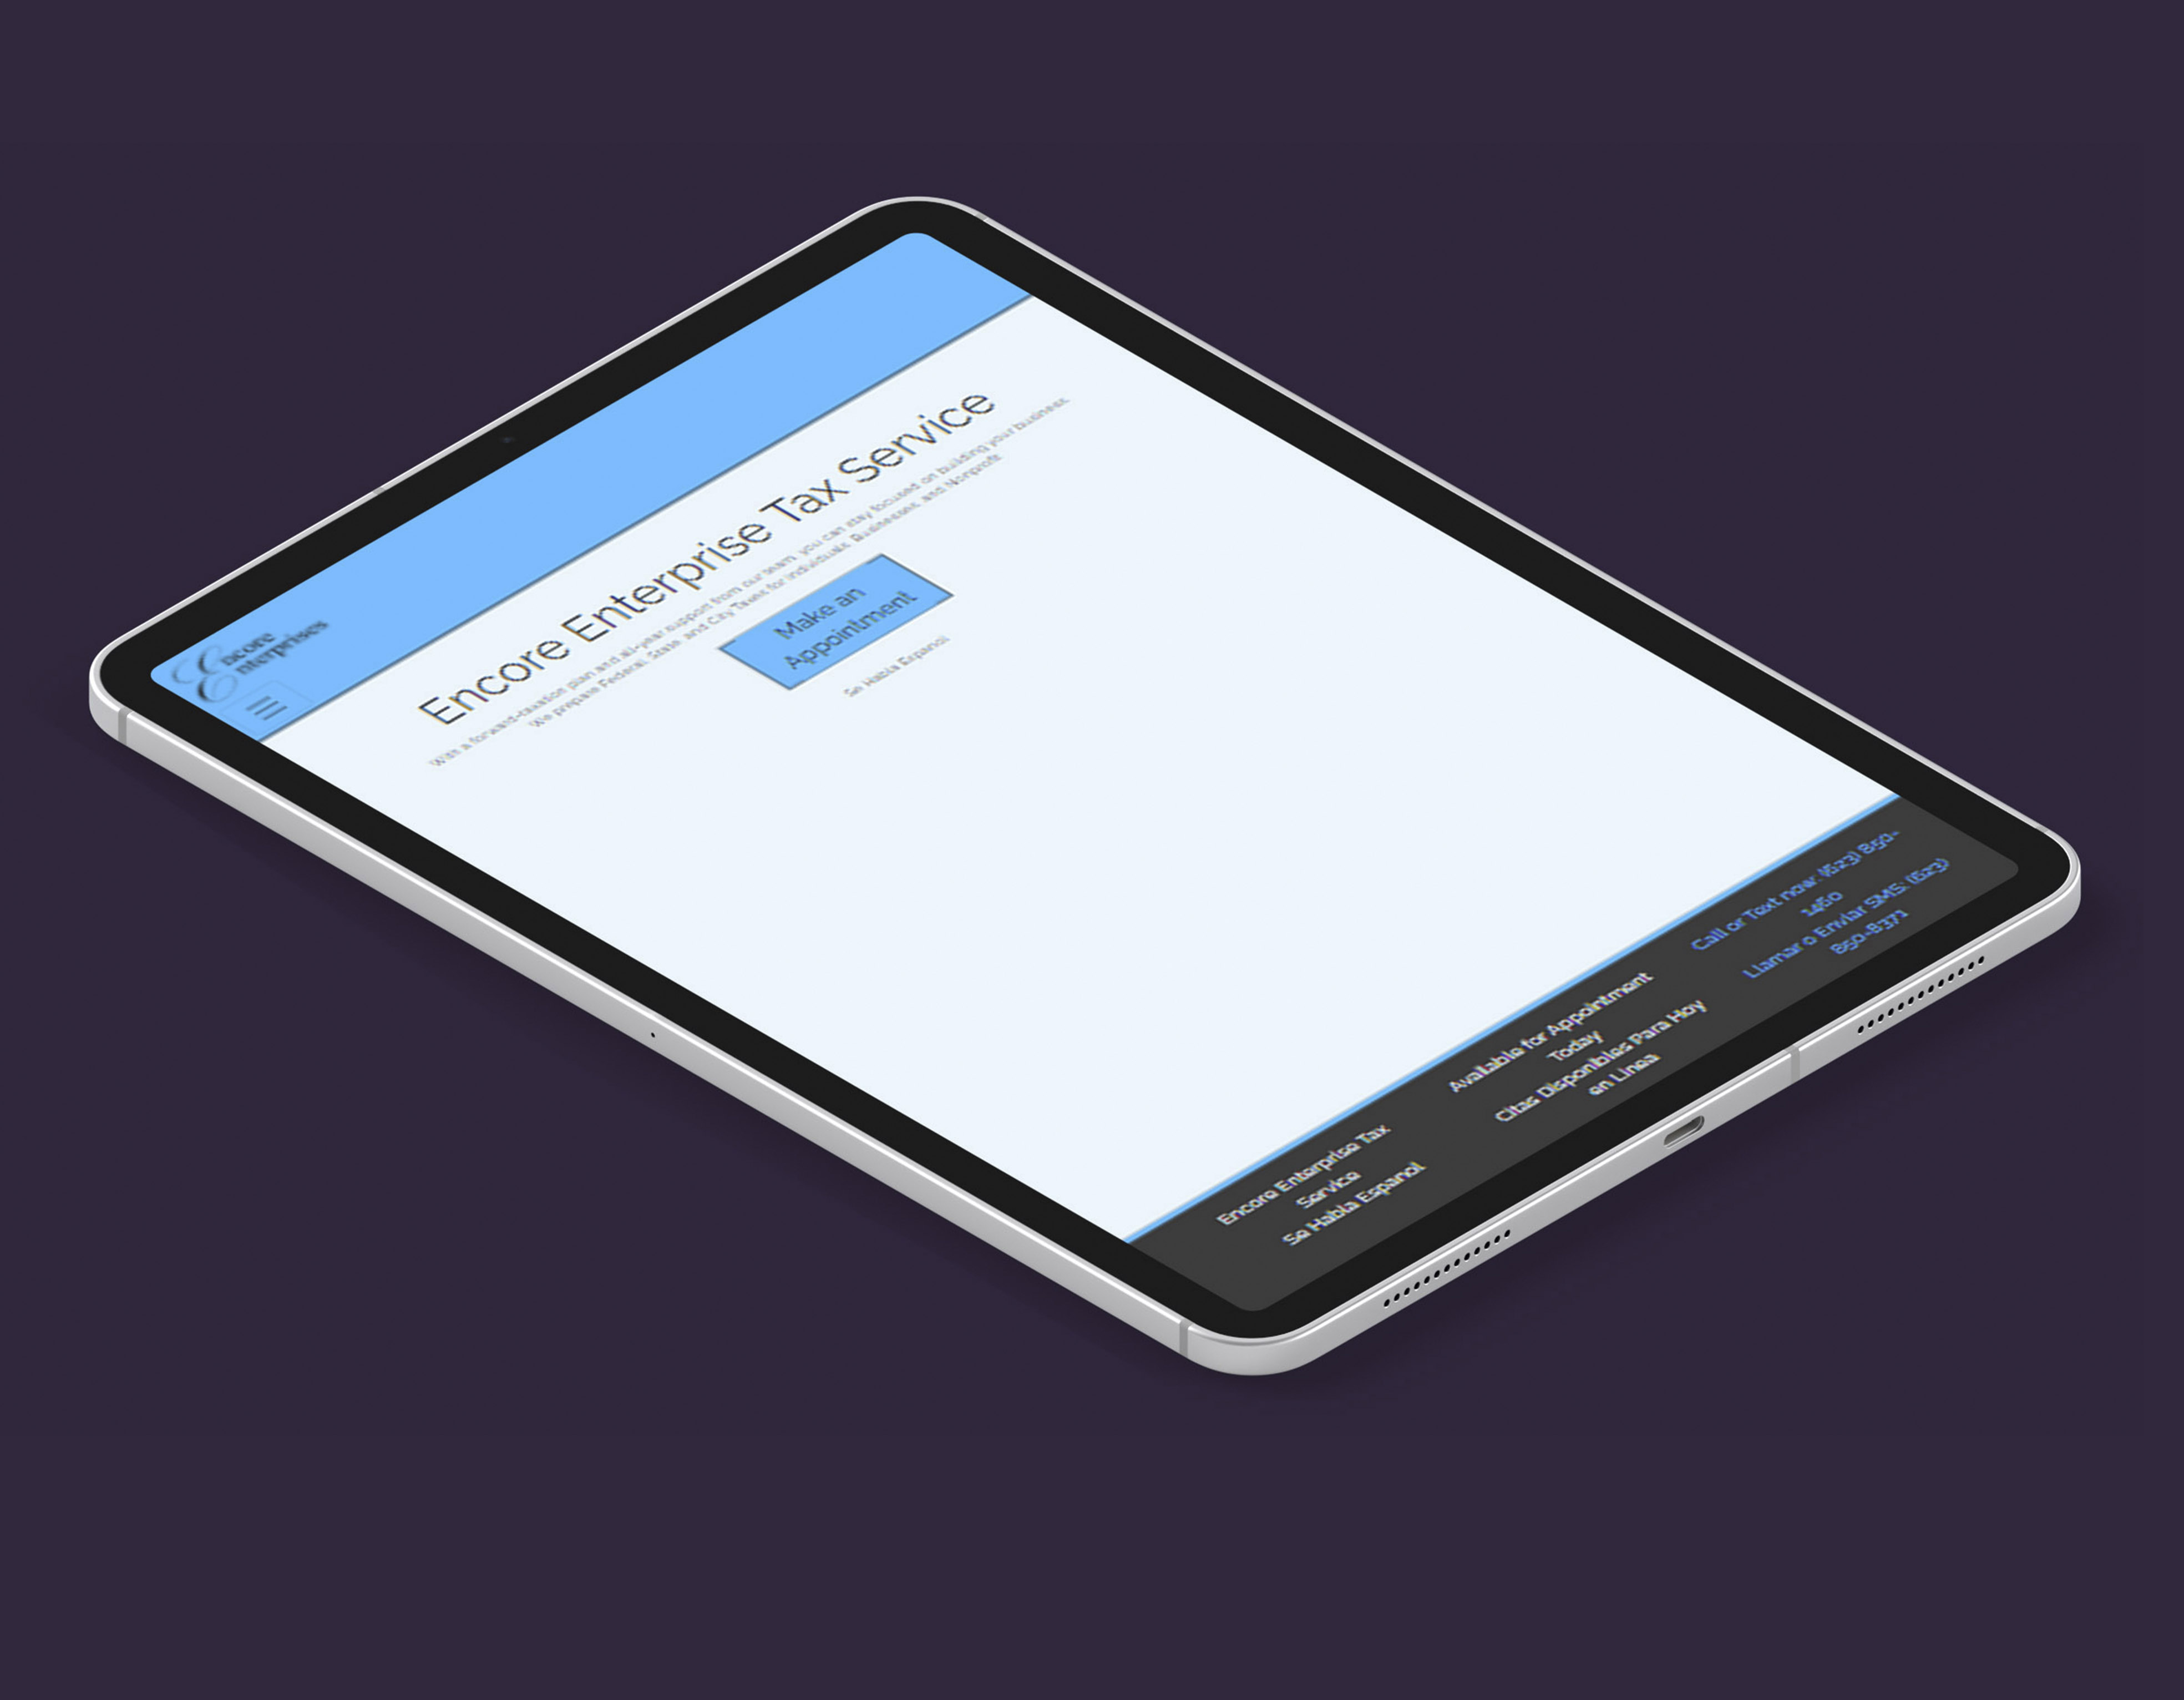 Encore
Enterprises
Encore Enterprise Tax Service
With a forward-taxation plan and all-year support from our team, you can stay focused on building your business.
We prepare Federal, State, and City Taxes for Individuals, Businesses, and Nonprofit
Make an
Appointment
Se Habla Espanol
Encore Enterprise Tax
Service
Se Habla Espanol
Available for Appointment
Today
Citas Disponibles Para Hoy
en Linea
Call or Text now: (623) 850-
1460
Llamar o Enviar SMS: (623)
850-8371